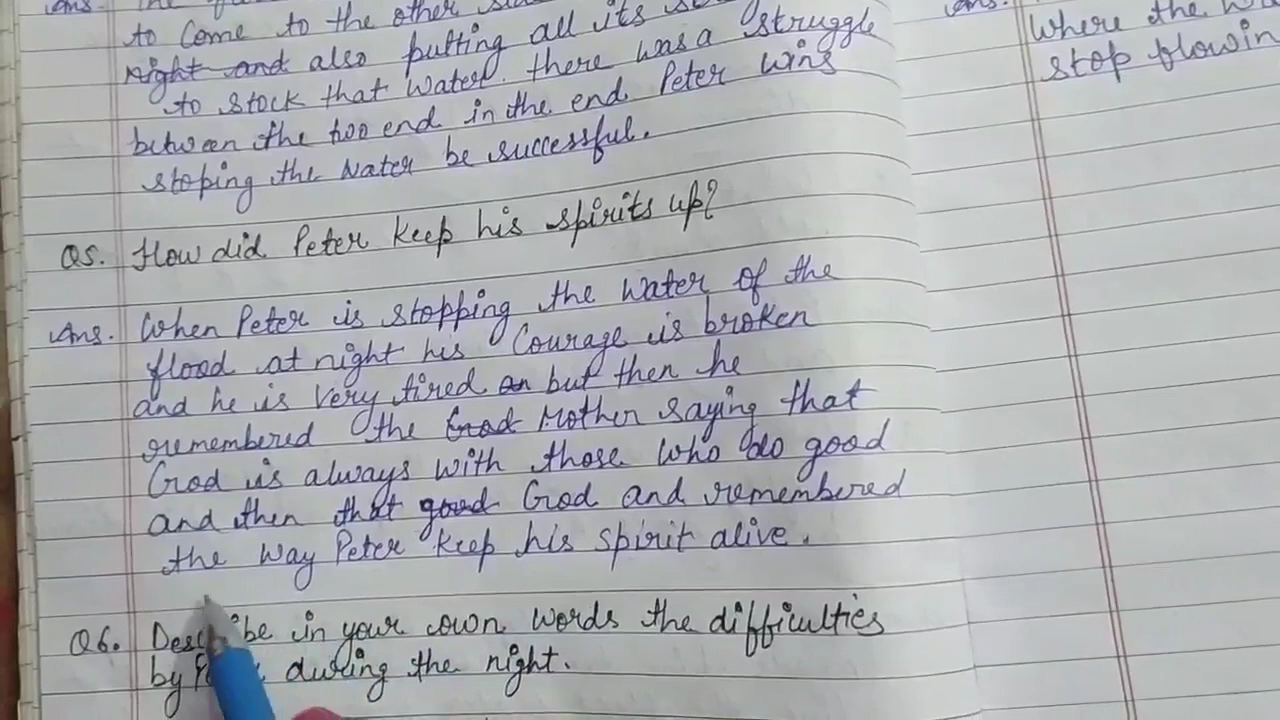 Ans.
to come to the other
Night and also putting all its
to stock that water. there was a struggle
between the too end in the end Peter wins
stoping the water be successful.
Q5. How did Peter keep his spirits up?
Ans. When Peter is stopping the water of the
flood at night his courage is broken
and he is very tired on but then he
remembered the God Mother saying that
God is always with those who do good
and then that good God and remembered
the way Peter keep his spirit alive.
Q6. Describe in your own words the difficulties
by during the night.
Ans.
where the
stop flowin